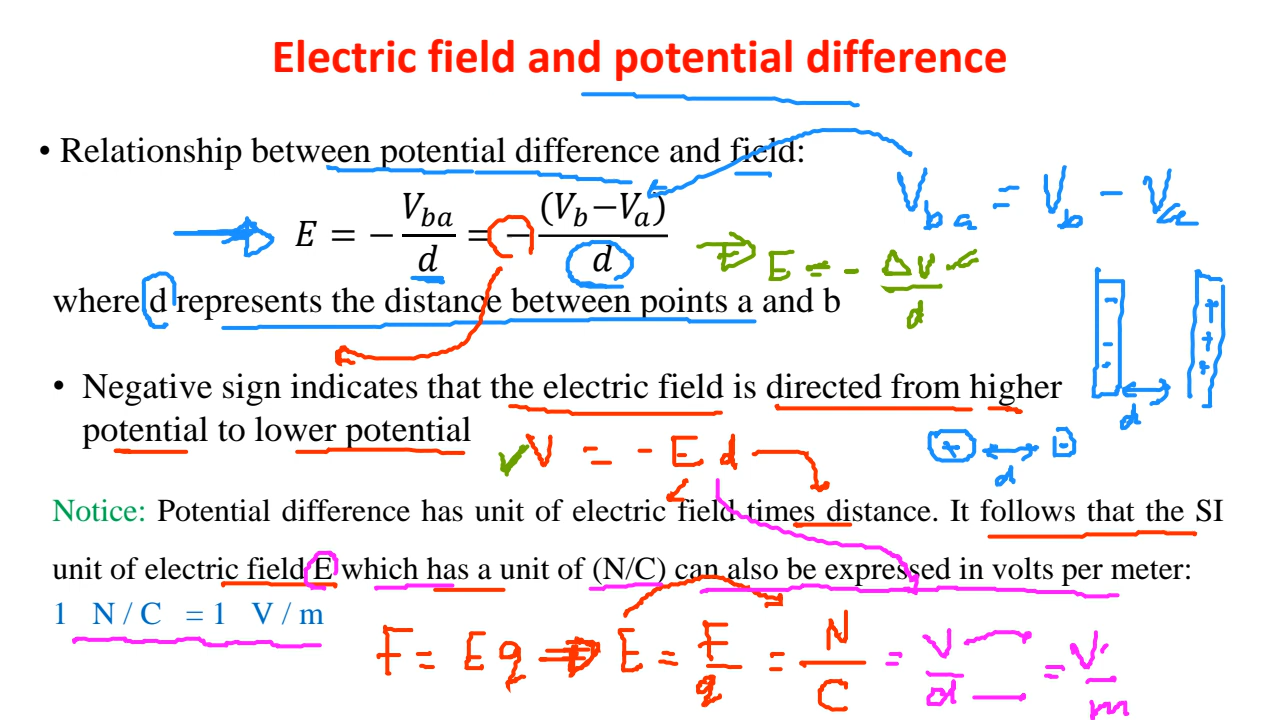 Electric field and potential difference
• Relationship between potential difference and field:
V_ba = V_b - V_a
E = −V_ba/d = −(V_b−V_a)/d
⇒ E = - ΔV/d
where d represents the distance between points a and b
- - -
+ + +
d
• Negative sign indicates that the electric field is directed from higher
potential to lower potential
+ ↔ -
d
✓ V = - E d
Notice: Potential difference has unit of electric field times distance. It follows that the SI
unit of electric field E which has a unit of (N/C) can also be expressed in volts per meter:
1 N / C = 1 V / m
F = E q ⇒ E = F/q = N/C = V/d = V/m